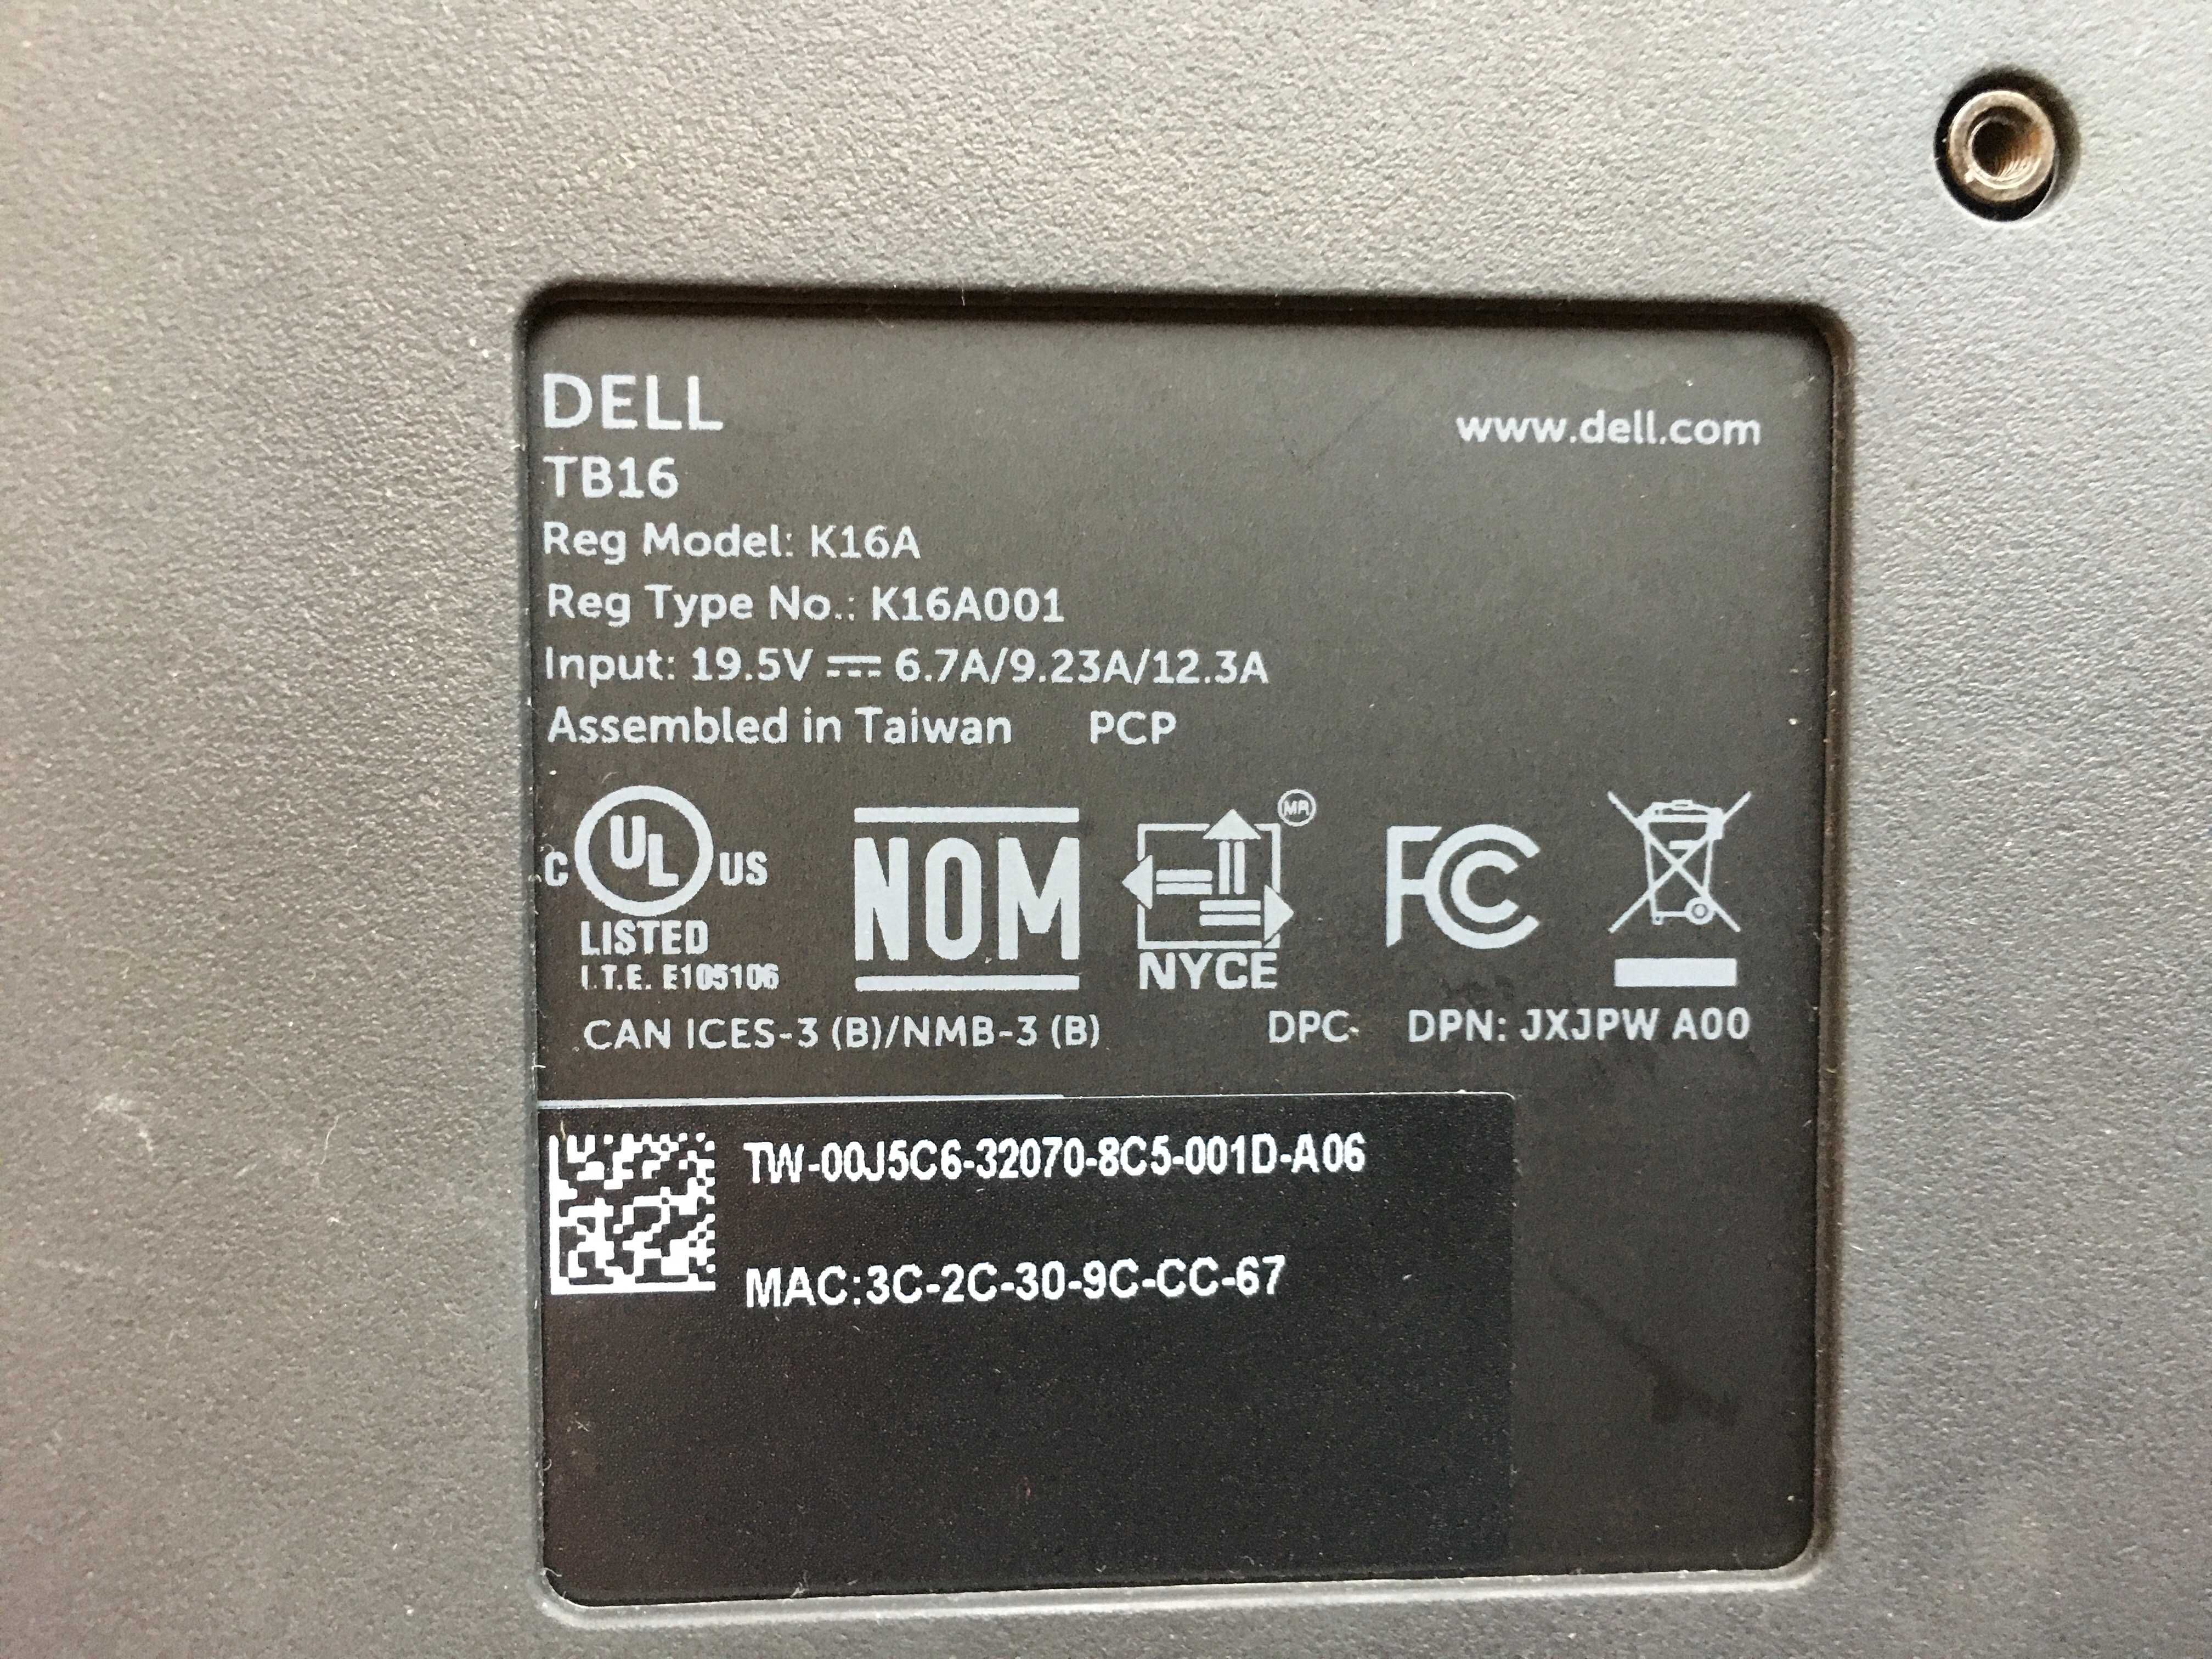 DELL
www.dell.com
TB16
Reg Model: K16A
Reg Type No.: K16A001
Input: 19.5V ⎓ 6.7A/9.23A/12.3A
Assembled in Taiwan PCP
C UL US
LISTED
I.T.E. E105106
NOM
MR
NYCE
FC
CAN ICES-3 (B)/NMB-3 (B) DPC DPN: JXJPW A00
TW-00J5C6-32070-8C5-001D-A06
MAC:3C-2C-30-9C-CC-67